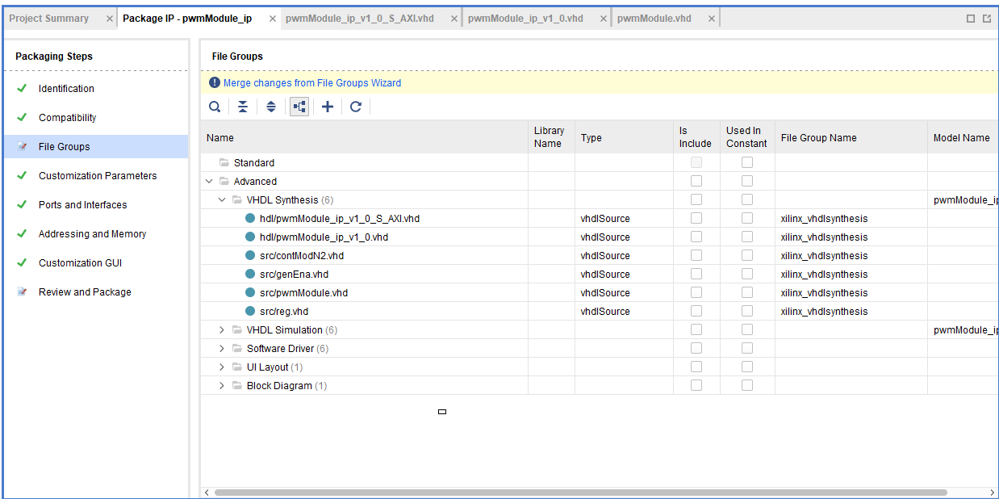 Project Summary
Package IP - pwmModule_ip
pwmModule_ip_v1_0_S_AXI.vhd
pwmModule_ip_v1_0.vhd
pwmModule.vhd
Packaging Steps
Identification
Compatibility
File Groups
Customization Parameters
Ports and Interfaces
Addressing and Memory
Customization GUI
Review and Package
File Groups
Merge changes from File Groups Wizard
Name Library Name Type Is Include Used In Constant File Group Name Model Name
Standard
Advanced
VHDL Synthesis (6) pwmModule_ip
hdl/pwmModule_ip_v1_0_S_AXI.vhd vhdlSource xilinx_vhdlsynthesis
hdl/pwmModule_ip_v1_0.vhd vhdlSource xilinx_vhdlsynthesis
src/contModN2.vhd vhdlSource xilinx_vhdlsynthesis
src/genEna.vhd vhdlSource xilinx_vhdlsynthesis
src/pwmModule.vhd vhdlSource xilinx_vhdlsynthesis
src/reg.vhd vhdlSource xilinx_vhdlsynthesis
VHDL Simulation (6) pwmModule_ip
Software Driver (6)
UI Layout (1)
Block Diagram (1)